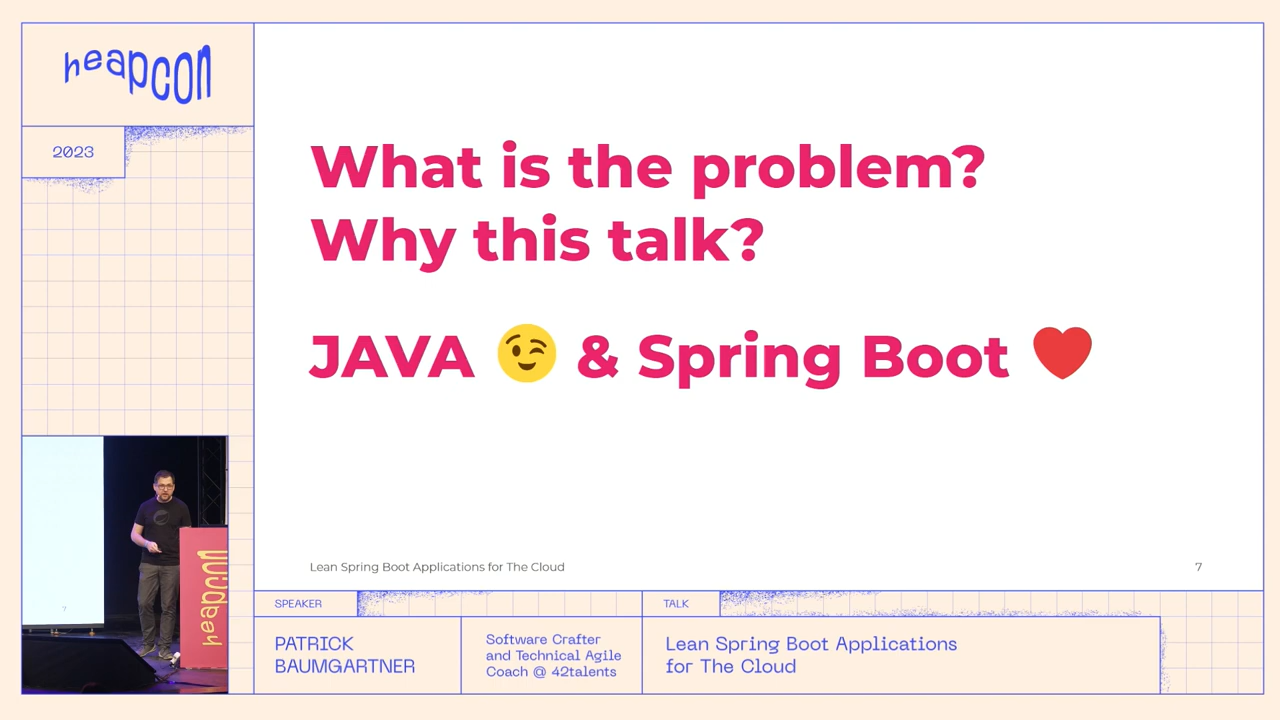 heapcon
2023
What is the problem?
Why this talk?
JAVA 😉 & Spring Boot ❤️
Lean Spring Boot Applications for The Cloud
7
7
heapcon
SPEAKER
PATRICK
BAUMGARTNER
Software Crafter
and Technical Agile
Coach @ 42talents
TALK
Lean Spring Boot Applications
for The Cloud